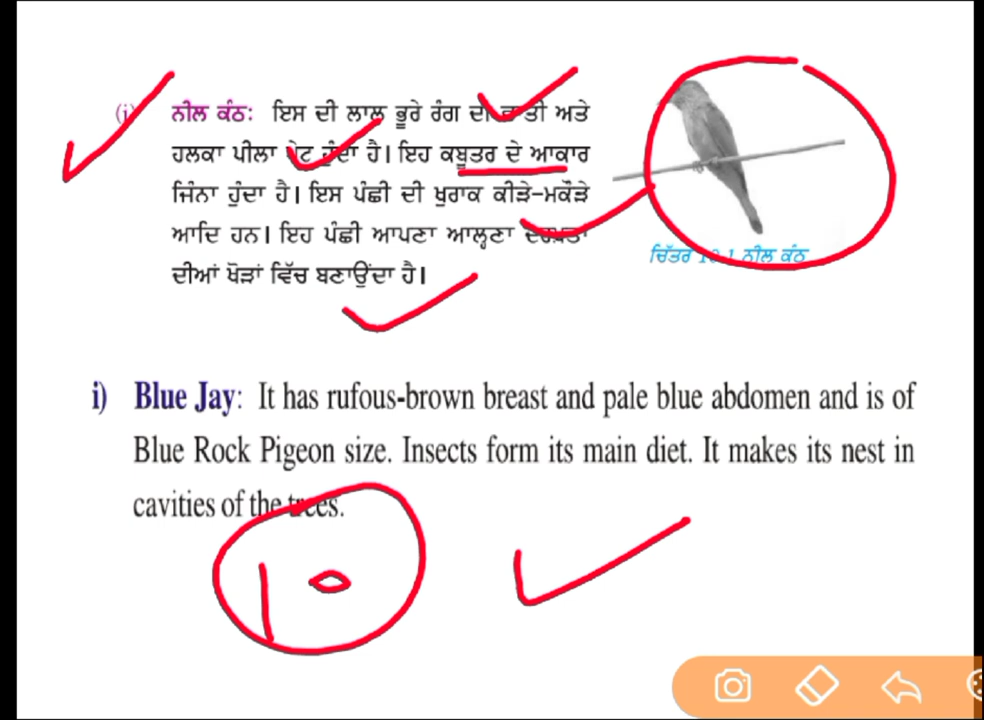 (i) ਨੀਲ ਕੰਠ: ਇਸ ਦੀ ਲਾਲ ਭੂਰੇ ਰੰਗ ਦੀ ਛਾਤੀ ਅਤੇ
ਹਲਕਾ ਪੀਲਾ ਪੇਟ ਹੁੰਦਾ ਹੈ। ਇਹ ਕਬੂਤਰ ਦੇ ਆਕਾਰ
ਜਿੰਨਾ ਹੁੰਦਾ ਹੈ। ਇਸ ਪੰਛੀ ਦੀ ਖੁਰਾਕ ਕੀੜੇ-ਮਕੌੜੇ
ਆਦਿ ਹਨ। ਇਹ ਪੰਛੀ ਆਪਣਾ ਆਲ੍ਹਣਾ
ਦੀਆਂ ਖੋੜਾਂ ਵਿੱਚ ਬਣਾਉਂਦਾ ਹੈ।
ਚਿੱਤਰ ਨੀਲ ਕੰਠ
i) Blue Jay: It has rufous-brown breast and pale blue abdomen and is of
Blue Rock Pigeon size. Insects form its main diet. It makes its nest in
cavities of the trees.
10